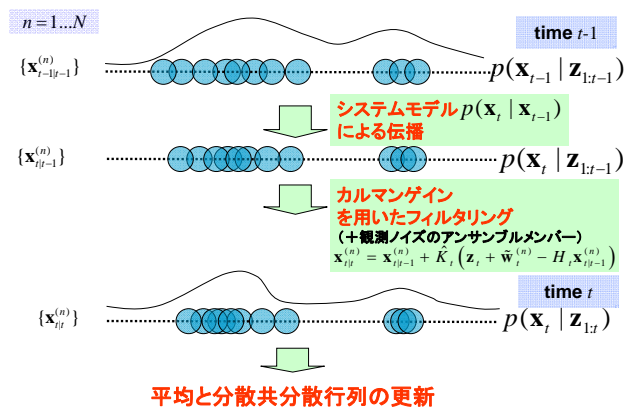 n = 1...N
time t-1
{x_{t-1|t-1}^{(n)}}
p(x_{t-1} | z_{1:t-1})
システムモデル p(x_t | x_{t-1})
による伝播
{x_{t|t-1}^{(n)}}
p(x_t | z_{1:t-1})
カルマンゲイン
を用いたフィルタリング
(＋観測ノイズのアンサンブルメンバー)
x_{t|t}^{(n)} = x_{t|t-1}^{(n)} + K̂_t (z_t + w̃_t^{(n)} − H_t x_{t|t-1}^{(n)})
time t
{x_{t|t}^{(n)}}
p(x_t | z_{1:t})
平均と分散共分散行列の更新